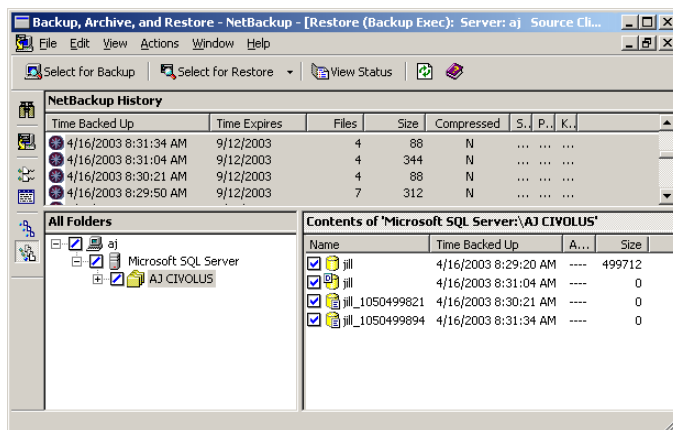 Backup, Archive, and Restore - NetBackup - [Restore (Backup Exec): Server: aj Source Cli...
File Edit View Actions Window Help
Select for Backup Select for Restore View Status
NetBackup History
Time Backed Up Time Expires Files Size Compressed S.. P.. K..
4/16/2003 8:31:34 AM 9/12/2003 4 88 N ... ... ...
4/16/2003 8:31:04 AM 9/12/2003 4 344 N ... ... ...
4/16/2003 8:30:21 AM 9/12/2003 4 88 N ... ... ...
4/16/2003 8:29:50 AM 9/12/2003 7 312 N ... ... ...
All Folders Contents of 'Microsoft SQL Server:\AJ CIVOLUS'
Name Time Backed Up A... Size
aj
Microsoft SQL Server
AJ CIVOLUS
jill 4/16/2003 8:29:20 AM ---- 499712
jill 4/16/2003 8:31:04 AM ---- 0
jill_1050499821 4/16/2003 8:30:21 AM ---- 0
jill_1050499894 4/16/2003 8:31:34 AM ---- 0